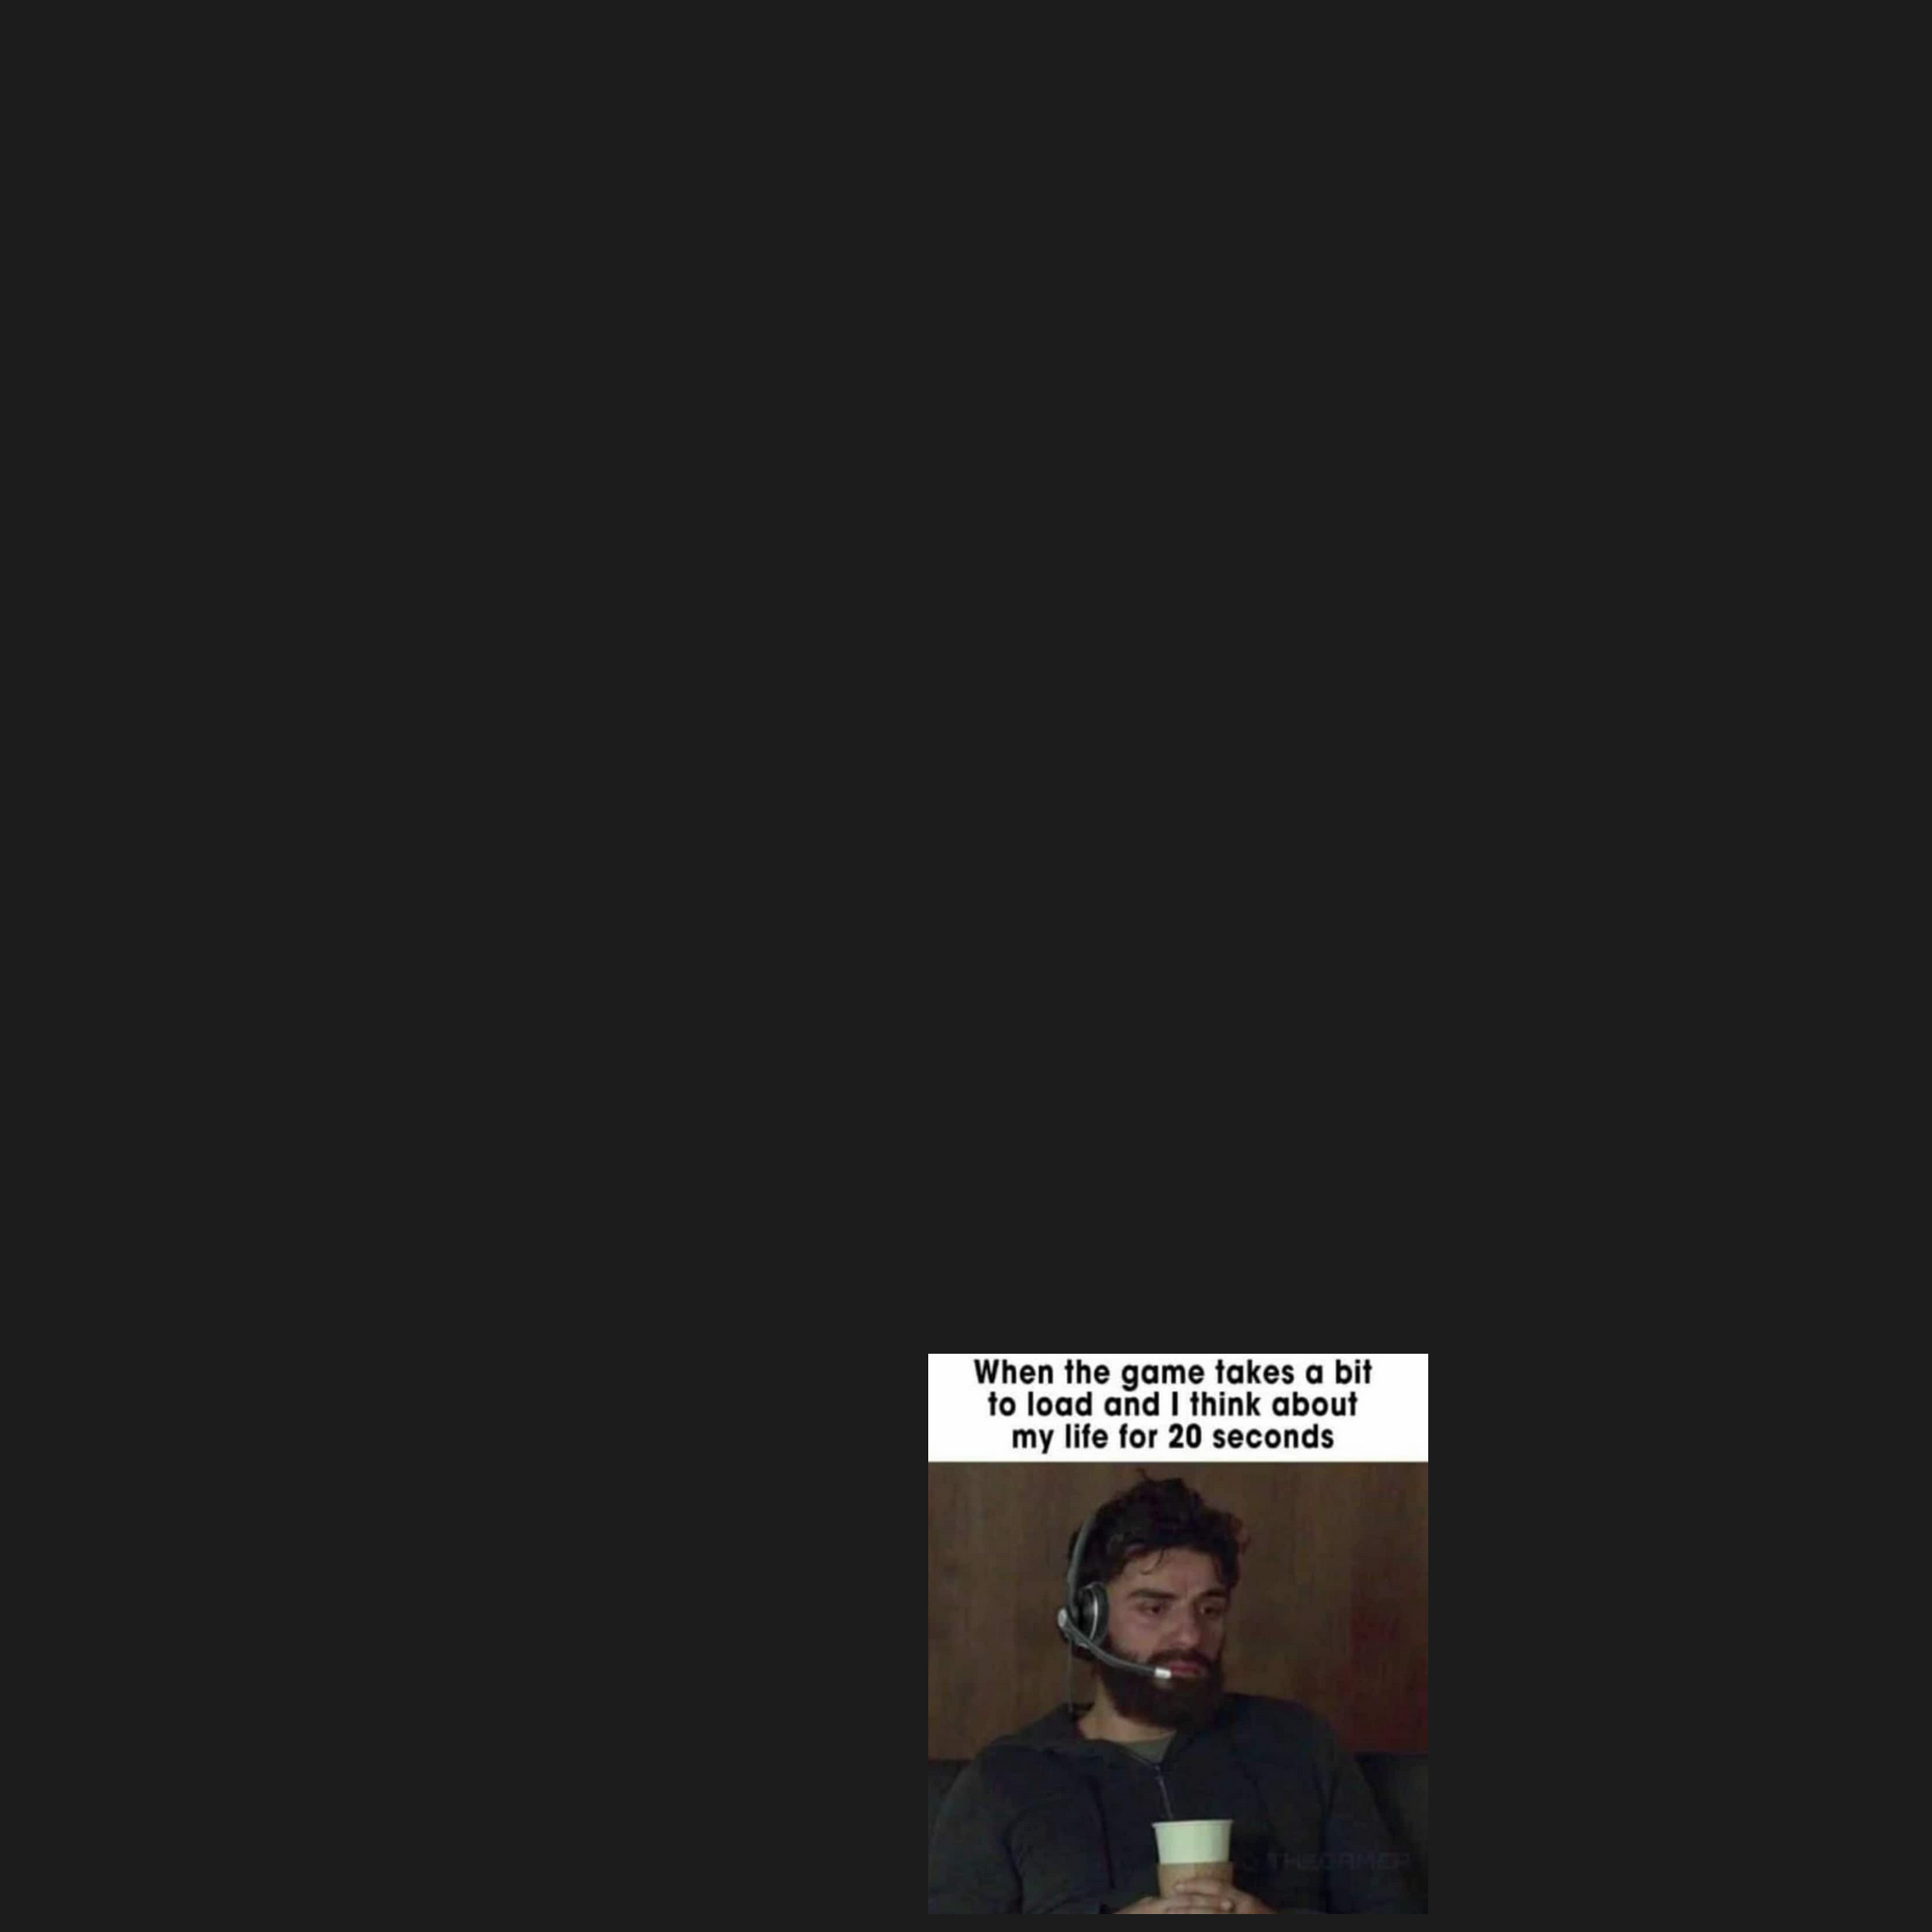 When the game takes a bit
to load and I think about
my life for 20 seconds
THEGAMER